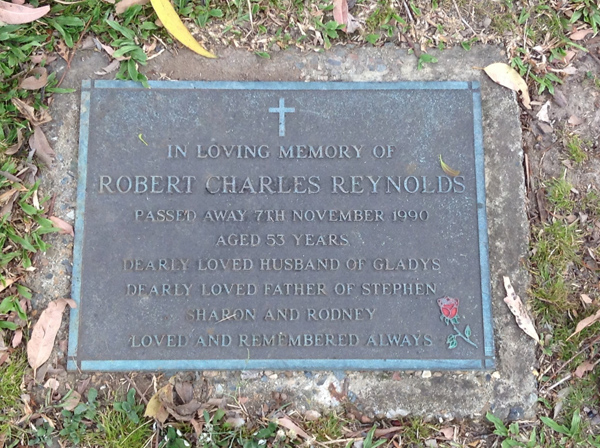 IN LOVING MEMORY OF
ROBERT CHARLES REYNOLDS
PASSED AWAY 7TH NOVEMBER 1990
AGED 53 YEARS
DEARLY LOVED HUSBAND OF GLADYS
DEARLY LOVED FATHER OF STEPHEN
SHARON AND RODNEY
LOVED AND REMEMBERED ALWAYS